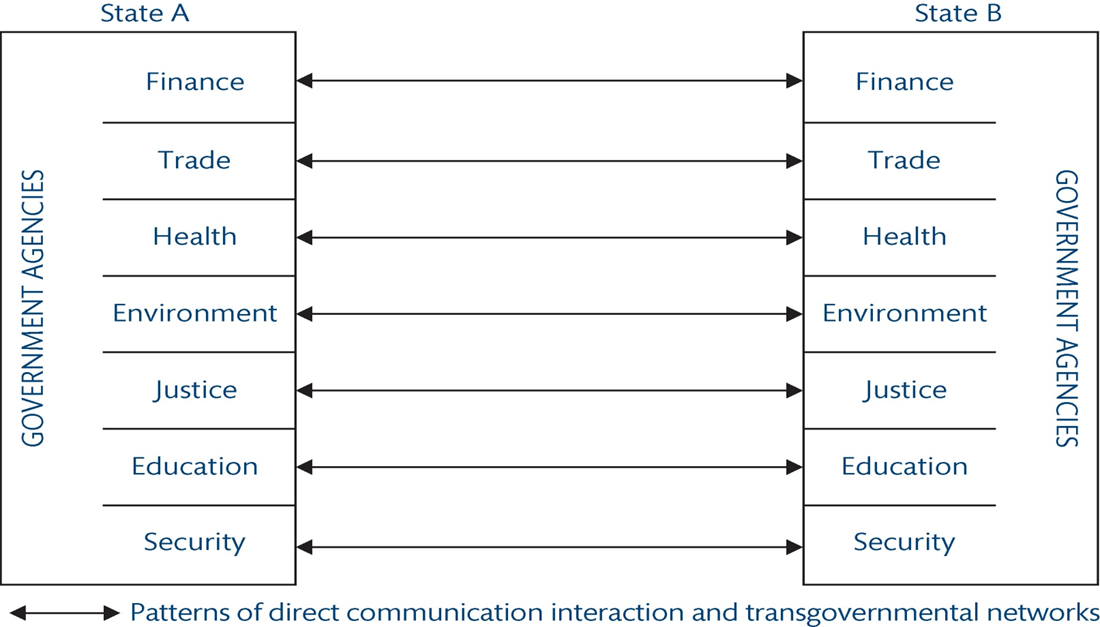 State A
State B
GOVERNMENT AGENCIES
Finance
Trade
Health
Environment
Justice
Education
Security
Finance
Trade
Health
Environment
Justice
Education
Security
GOVERNMENT AGENCIES
Patterns of direct communication interaction and transgovernmental networks